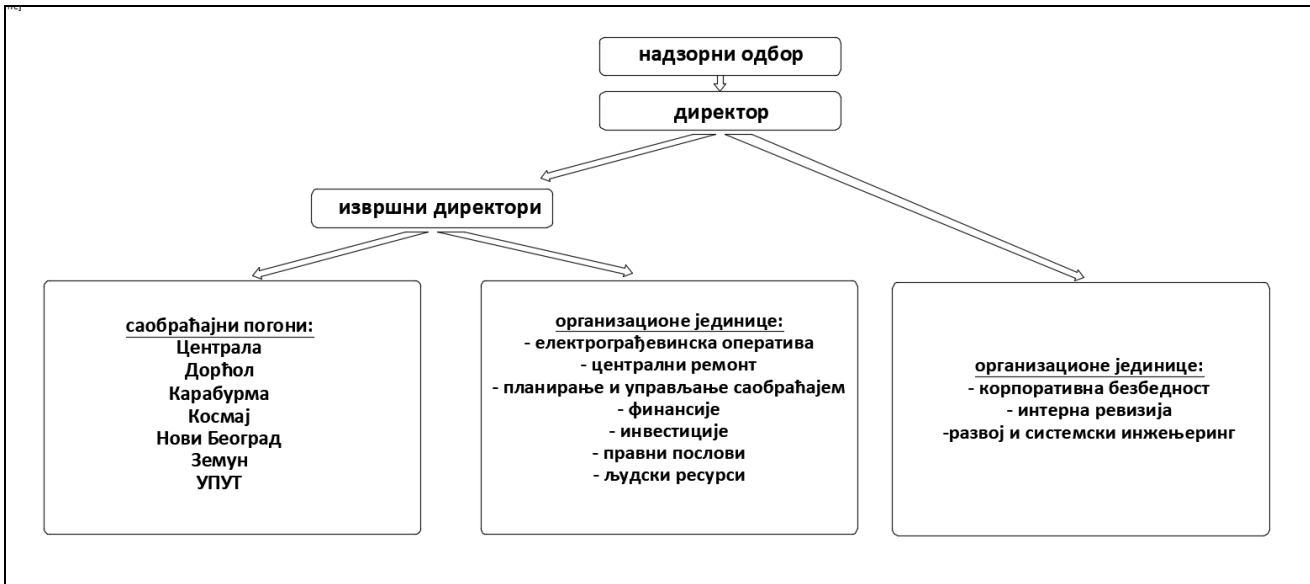 надзорни одбор
директор
извршни директори
саобраћајни погони:
Централа
Дорћол
Карабурма
Космај
Нови Београд
Земун
УПУТ
организационе јединице:
- електрограђевинска оператива
- централни ремонт
- планирање и управљање саобраћајем
- финансије
- инвестиције
- правни послови
- људски ресурси
организационе јединице:
- корпоративна безбедност
- интерна ревизија
-развој и системски инжењеринг